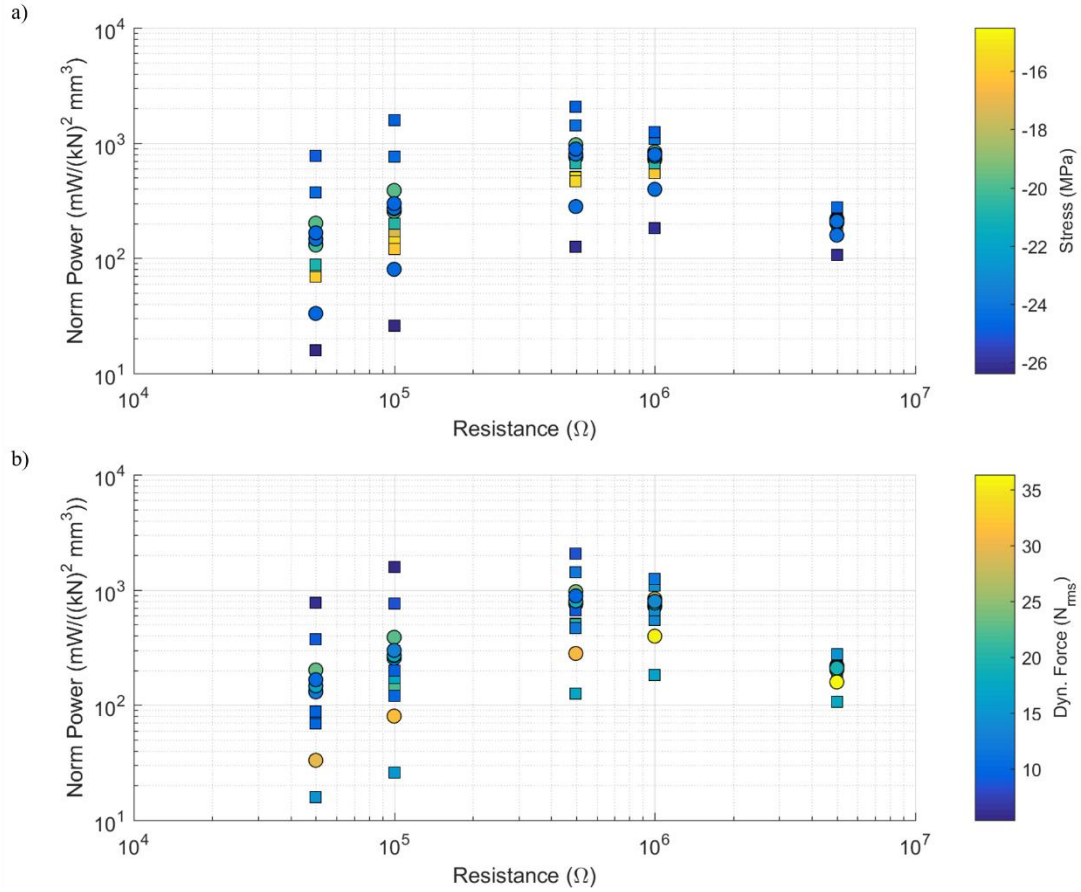 a)
10^4
10^3
10^2
10^1
Norm Power (mW/(kN)^2 mm^3)
10^4 10^5 10^6 10^7
Resistance (Ω)
-16
-18
-20
-22
-24
-26
Stress (MPa)
b)
10^4
10^3
10^2
10^1
Norm Power (mW/((kN)^2 mm^3))
10^4 10^5 10^6 10^7
Resistance (Ω)
35
30
25
20
15
10
Dyn. Force (N_rms)